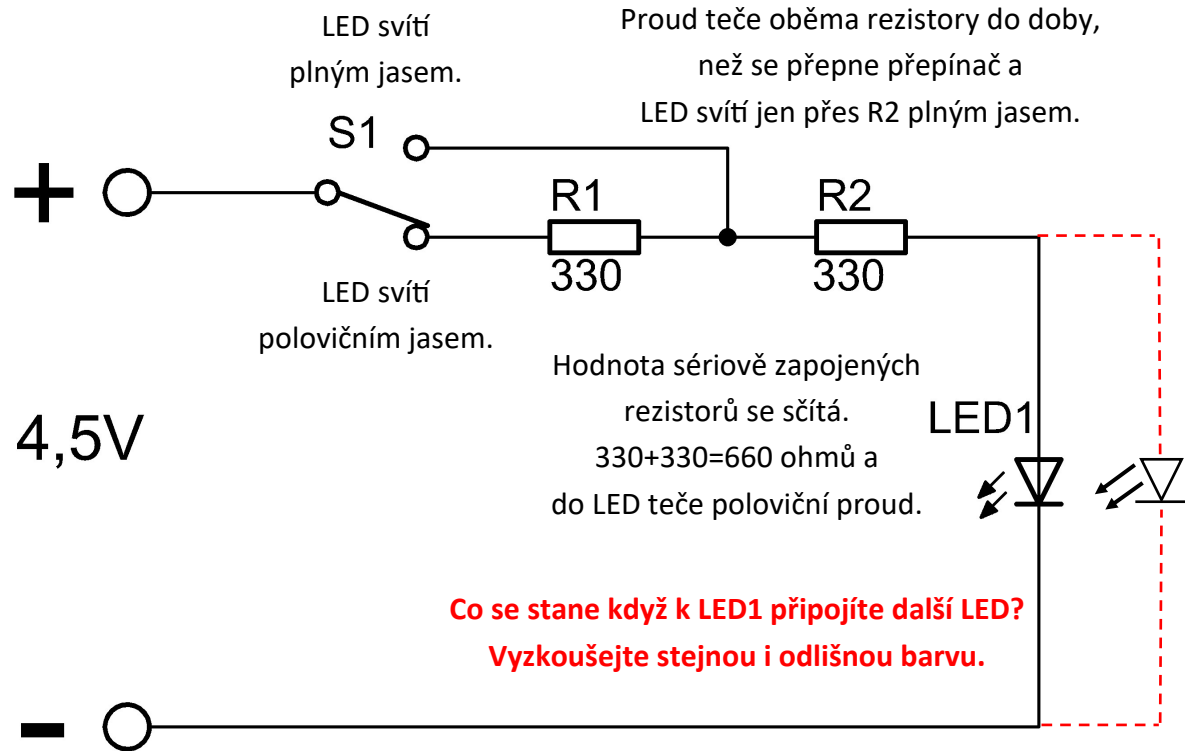 LED svítí
plným jasem.
Proud teče oběma rezistory do doby,
než se přepne přepínač a
LED svítí jen přes R2 plným jasem.
S1
+
R1
330
R2
330
LED svítí
polovičním jasem.
4,5V
Hodnota sériově zapojených
rezistorů se sčítá.
330+330=660 ohmů a
do LED teče poloviční proud.
LED1
Co se stane když k LED1 připojíte další LED?
Vyzkoušejte stejnou i odlišnou barvu.
-